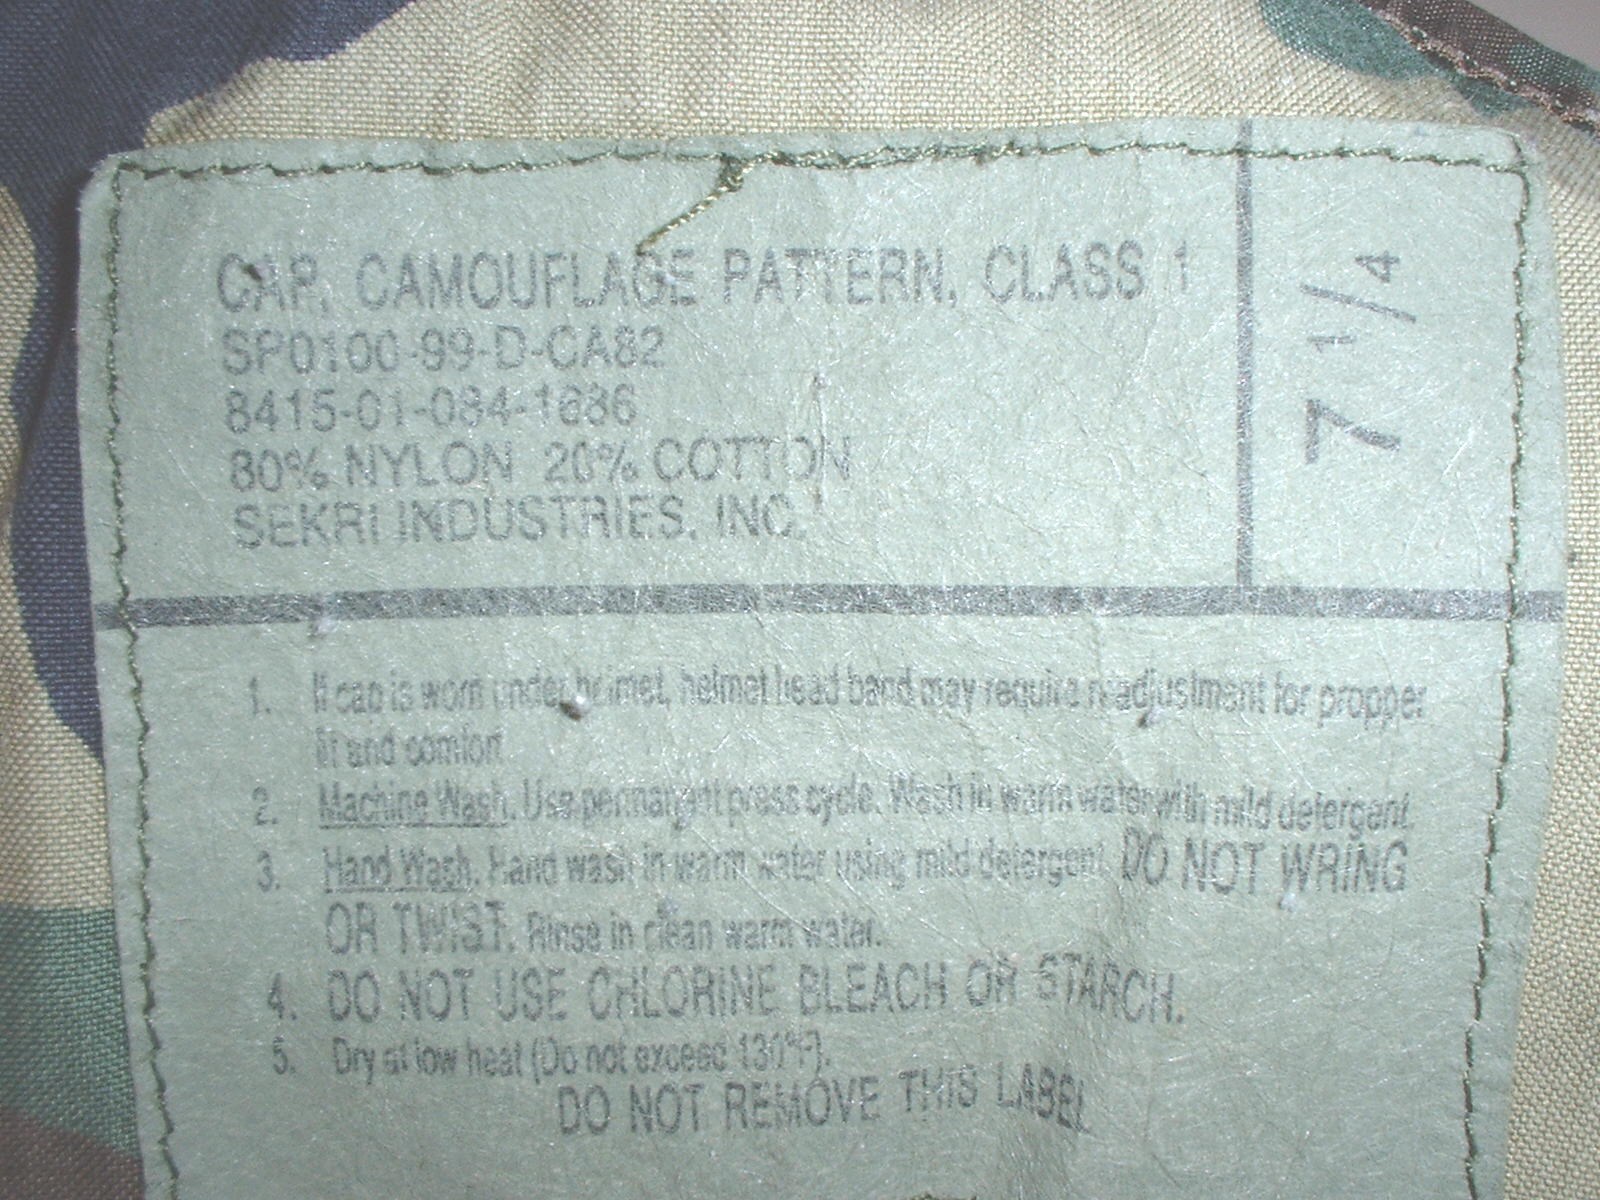 CAP, CAMOUFLAGE PATTERN, CLASS 1
SP0100-99-D-CA82
8415-01-084-1686
80% NYLON 20% COTTON
SEKRI INDUSTRIES, INC.
7 1/4
1. If cap is worn under helmet, helmet head band may require readjustment for propper
fit and comfort
2. Machine Wash. Use permanent press cycle. Wash in warm water with mild detergent.
3. Hand Wash. Hand wash in warm water using mild detergent. DO NOT WRING
OR TWIST. Rinse in clean warm water.
4. DO NOT USE CHLORINE BLEACH OR STARCH.
5. Dry at low heat (Do not exceed 130°F).
DO NOT REMOVE THIS LABEL